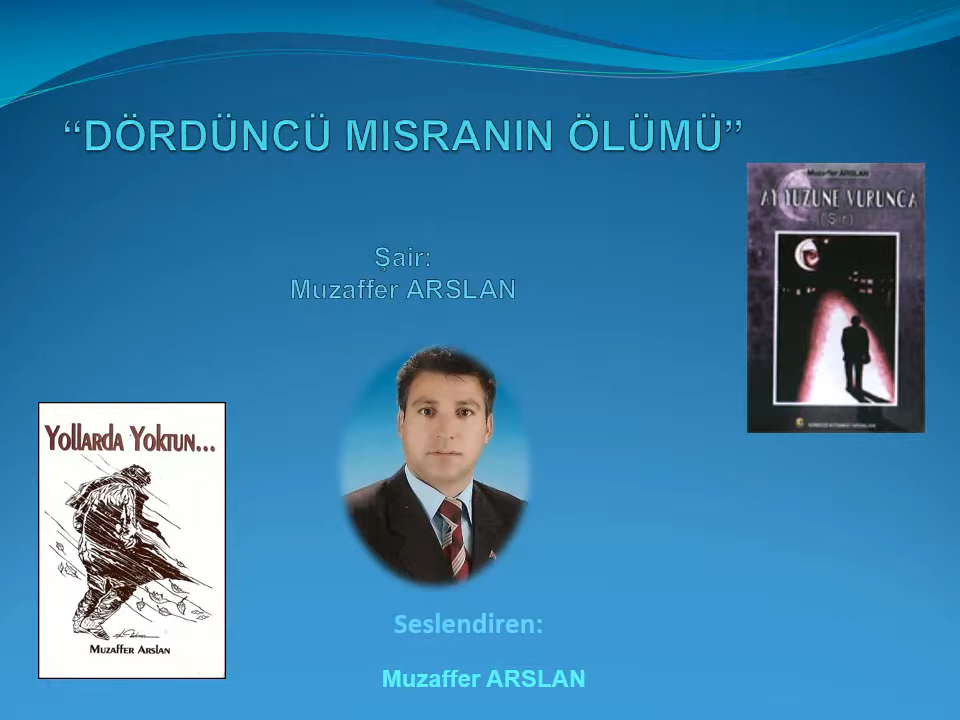 “DÖRDÜNCÜ MISRANIN ÖLÜMÜ”
Şair:
Muzaffer ARSLAN
Muzaffer ARSLAN
AY YÜZÜNE VURUNCA
(Şiir)
Yollarda Yoktun...
Muzaffer Arslan
Seslendiren:
Muzaffer ARSLAN